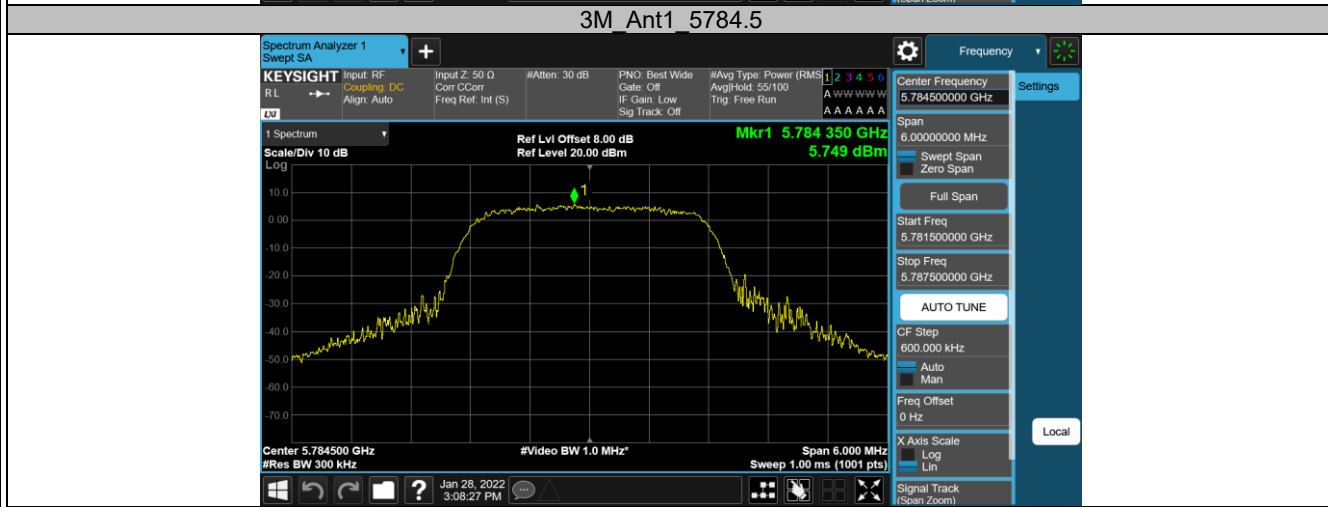 (Span Zoom)
3M_Ant1_5784.5
Spectrum Analyzer 1
Swept SA
Frequency
KEYSIGHT
RL
LXI
Input: RF
Coupling: DC
Align: Auto
Input Z: 50 Ω
Corr CCorr
Freq Ref: Int (S)
#Atten: 30 dB
PNO: Best Wide
Gate: Off
IF Gain: Low
Sig Track: Off
#Avg Type: Power (RMS
Avg|Hold: 55/100
Trig: Free Run
1 2 3 4 5 6
A W W W W W
A A A A A A
1 Spectrum
Scale/Div 10 dB
Log
Ref Lvl Offset 8.00 dB
Ref Level 20.00 dBm
Mkr1 5.784 350 GHz
5.749 dBm
1
10.0
0.00
-10.0
-20.0
-30.0
-40.0
-50.0
-60.0
-70.0
Center 5.784500 GHz
#Res BW 300 kHz
#Video BW 1.0 MHz*
Span 6.000 MHz
Sweep 1.00 ms (1001 pts)
Jan 28, 2022
3:08:27 PM
Center Frequency
5.784500000 GHz
Settings
Span
6.00000000 MHz
Swept Span
Zero Span
Full Span
Start Freq
5.781500000 GHz
Stop Freq
5.787500000 GHz
AUTO TUNE
CF Step
600.000 kHz
Auto
Man
Freq Offset
0 Hz
X Axis Scale
Log
Lin
Local
Signal Track
(Span Zoom)